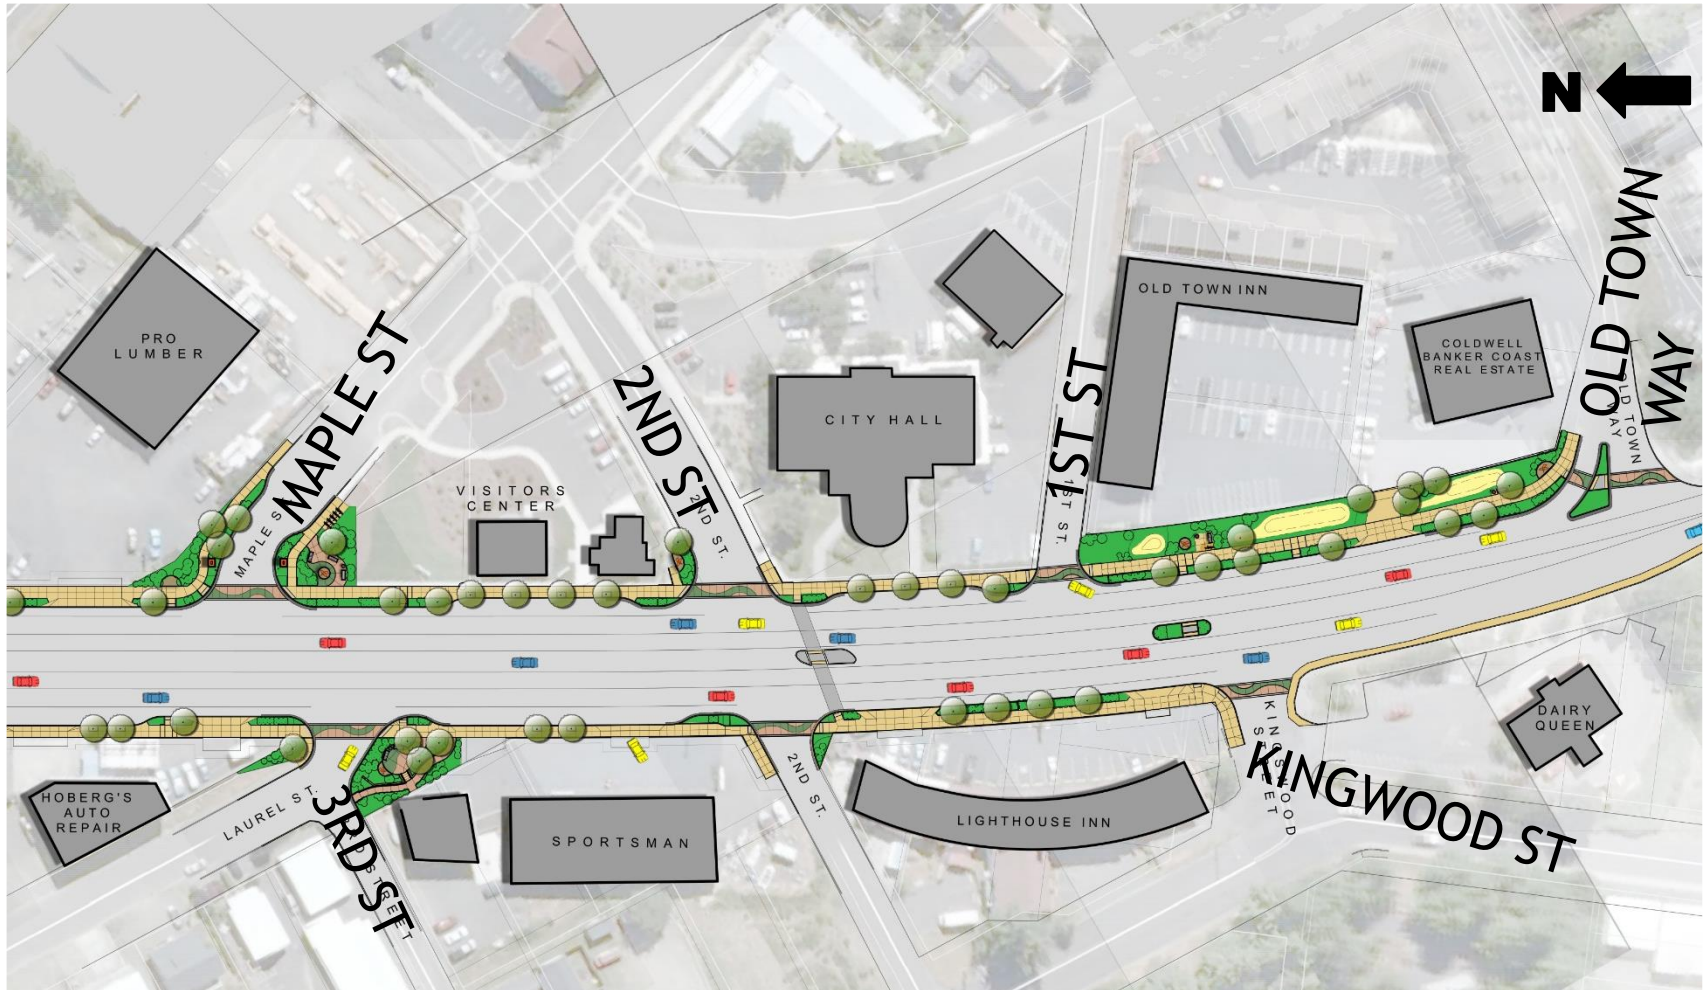 N
OLD TOWN
WAY
OLD TOWN INN
PRO
LUMBER
COLDWELL
BANKER COAST
REAL ESTATE
MAPLE ST
2ND ST
1ST ST
CITY HALL
OLD TOWN
WAY
VISITORS
CENTER
MAPLE ST
2ND ST.
1ST ST.
DAIRY
QUEEN
KINGWOOD
STREET
KINGWOOD ST
HOBERG'S
AUTO
REPAIR
LAUREL ST.
3RD ST
STREET
SPORTSMAN
2ND ST.
LIGHTHOUSE INN